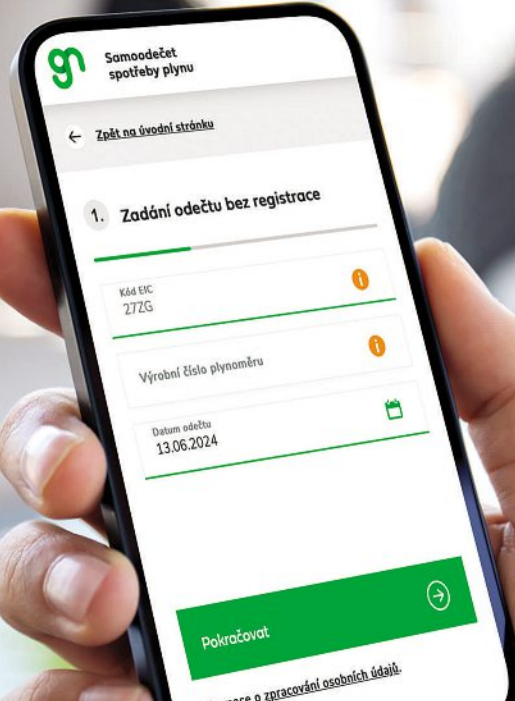 gn
Samoodečet
spotřeby plynu
← Zpět na úvodní stránku
1. Zadání odečtu bez registrace
Kód EIC
27ZG
Výrobní číslo plynoměru
Datum odečtu
13.06.2024
Pokračovat
o zpracování osobních údajů.